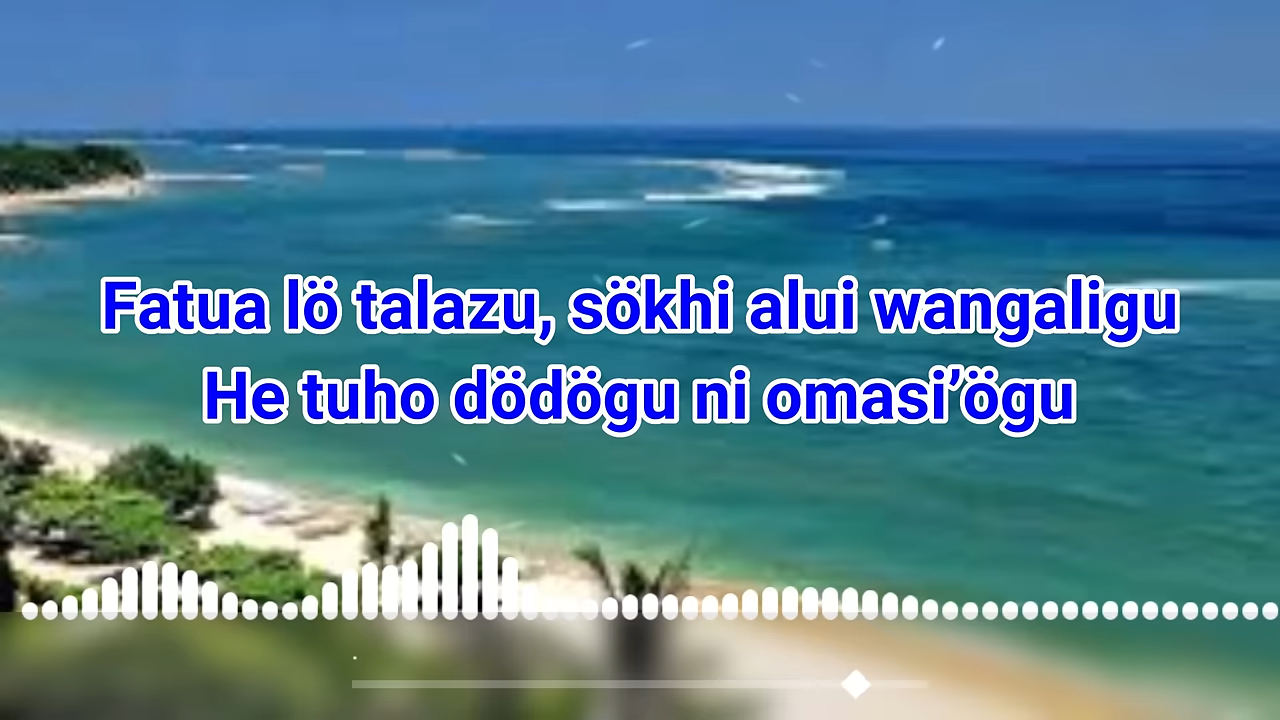 Fatua lö talazu, sökhi alui wangaligu
He tuho dödögu ni omasi’ögu